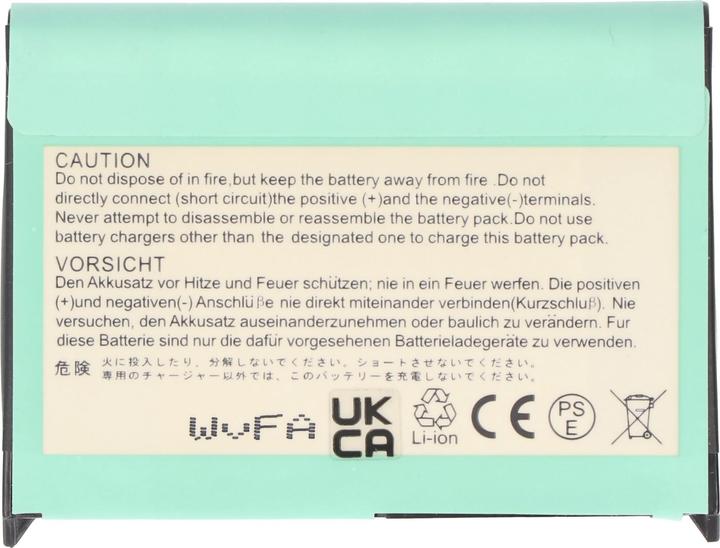 CAUTION
Do not dispose of in fire,but keep the battery away from fire .Do not
directly connect (short circuit)the positive (+)and the negative(-)terminals.
Never attempt to disassemble or reassemble the battery pack.Do not use
battery chargers other than the designated one to charge this battery pack.
VORSICHT
Den Akkusatz vor Hitze und Feuer schützen; nie in ein Feuer werfen. Die positiven
(+)und negativen(-) Anschlüße nie direkt miteinander verbinden(Kurzschluß). Nie
versuchen, den Akkusatz auseinanderzunehmen oder baulich zu verändern. Fur
diese Batterie sind nur die dafür vorgesehenen Batterieladegeräte zu verwenden.
危険 火に投入したり、分解しないでください。ショートさせないでください。
専用のチャージャー以外では、このバッテリーを充電しないでください。
WvFA UK CA Li-ion CE PS E